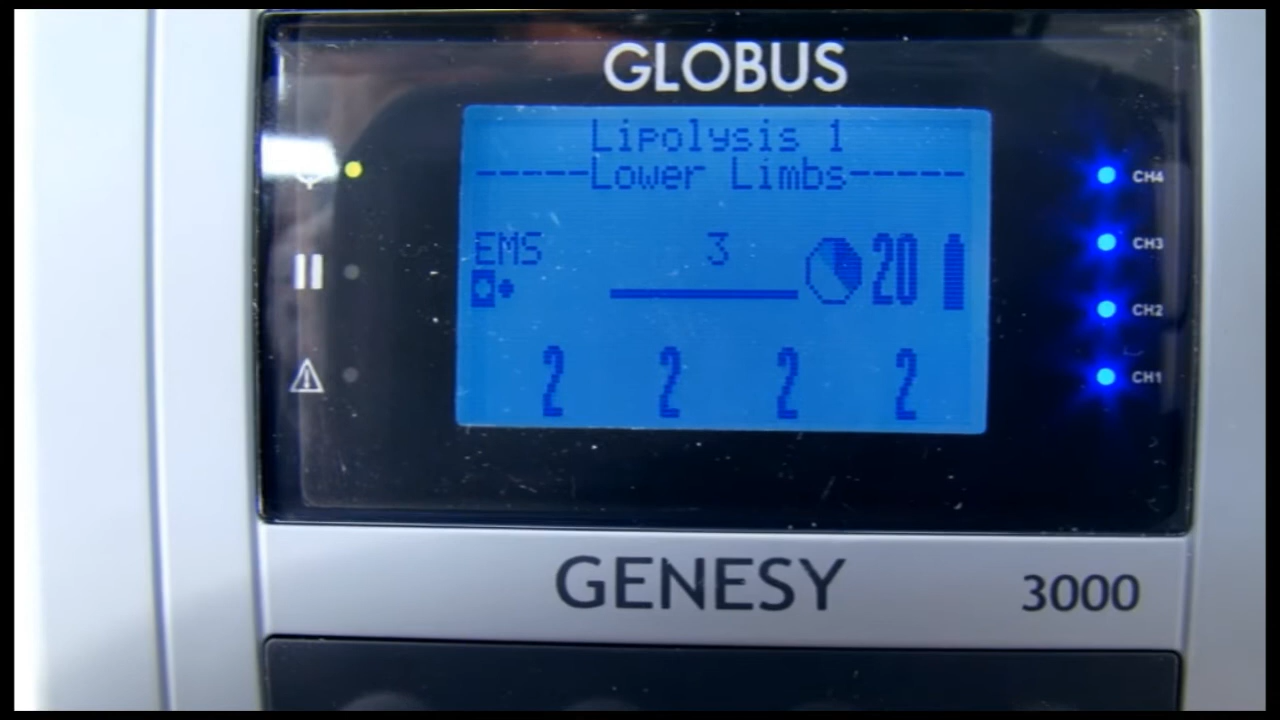 GLOBUS
Lipolysis 1
-----Lower Limbs-----
EMS 3 20
2 2 2 2
CH4
CH3
CH2
CH1
GENESY 3000